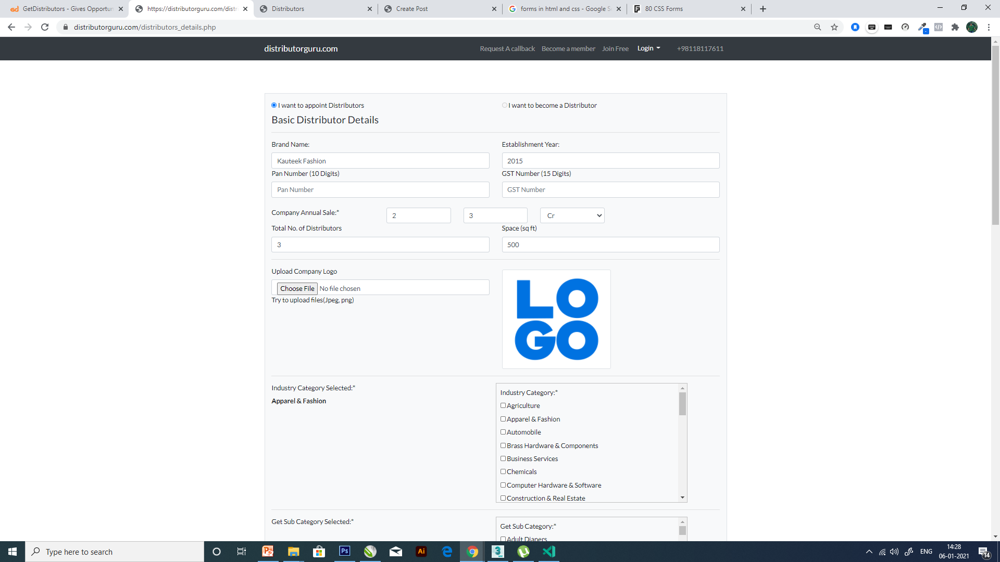 GetDistributors - Gives Opportun
https://distributorguru.com/distr
Distributors
Create Post
forms in html and css - Google S
80 CSS Forms
distributorguru.com/distributors_details.php
distributorguru.com
Request A callback
Become a member
Join Free
Login
+98118117611
I want to appoint Distributors
I want to become a Distributor
Basic Distributor Details
Brand Name:
Establishment Year:
Kauteek Fashion
2015
Pan Number (10 Digits)
GST Number (15 Digits)
Pan Number
GST Number
Company Annual Sale:*
2
3
Cr
Total No. of Distributors
Space (sq ft)
3
500
Upload Company Logo
Choose File No file chosen
Try to upload files(Jpeg, png)
LO
GO
Industry Category Selected:*
Apparel & Fashion
Industry Category:*
Agriculture
Apparel & Fashion
Automobile
Brass Hardware & Components
Business Services
Chemicals
Computer Hardware & Software
Construction & Real Estate
Get Sub Category Selected:*
Get Sub Category:*
Adult Diapers
Type here to search
Ps
Ai
3
ENG
14:28
06-01-2021
14